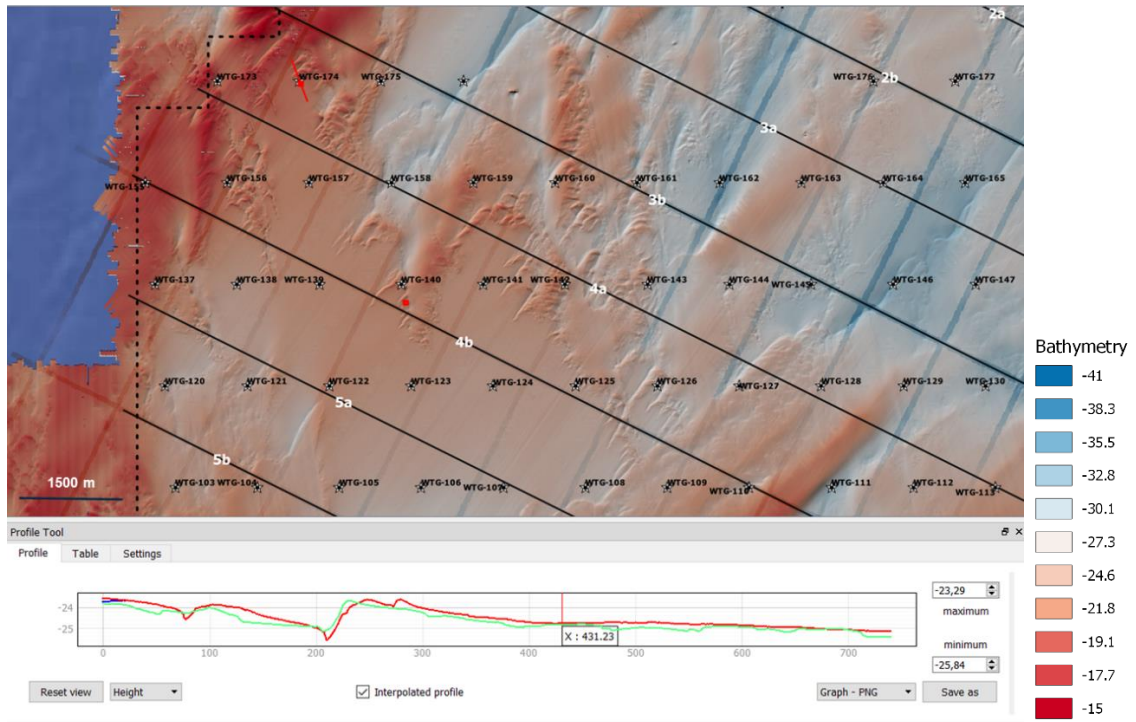 2a
WTG-173
WTG-174
WTG-175
WTG-176
2b
WTG-177
3a
WTG-155
WTG-156
WTG-157
WTG-158
WTG-159
WTG-160
WTG-161
WTG-162
WTG-163
WTG-164
WTG-165
3b
WTG-137
WTG-138
WTG-139
WTG-140
WTG-141
WTG-142
4a
WTG-143
WTG-144
WTG-145
WTG-146
WTG-147
4b
WTG-120
WTG-121
WTG-122
WTG-123
WTG-124
WTG-125
WTG-126
WTG-127
WTG-128
WTG-129
WTG-130
5a
5b
1500 m
WTG-103
WTG-104
WTG-105
WTG-106
WTG-107
WTG-108
WTG-109
WTG-110
WTG-111
WTG-112
WTG-113
Bathymetry
-41
-38.3
-35.5
-32.8
-30.1
-27.3
-24.6
-21.8
-19.1
-17.7
-15
Profile Tool
Profile Table Settings
-24
-25
0 100 200 300 400 500 600 700
X : 431.23
-23,29
maximum
minimum
-25,84
Reset view Height Interpolated profile Graph - PNG Save as